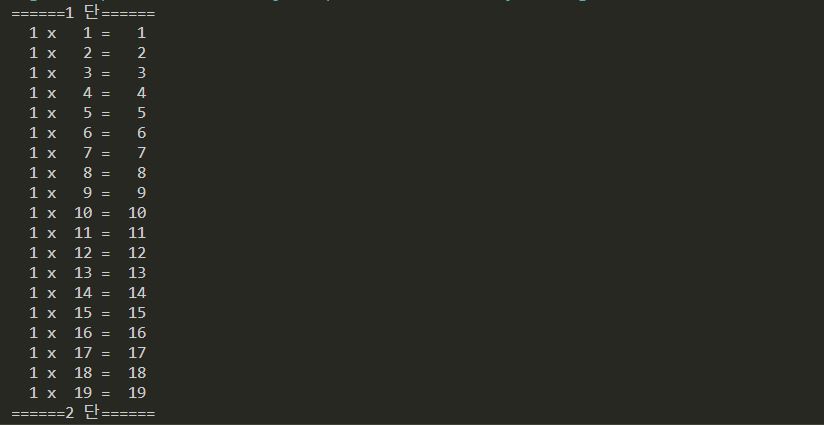 ======1 단======
  1 x   1 =   1
  1 x   2 =   2
  1 x   3 =   3
  1 x   4 =   4
  1 x   5 =   5
  1 x   6 =   6
  1 x   7 =   7
  1 x   8 =   8
  1 x   9 =   9
  1 x  10 =  10
  1 x  11 =  11
  1 x  12 =  12
  1 x  13 =  13
  1 x  14 =  14
  1 x  15 =  15
  1 x  16 =  16
  1 x  17 =  17
  1 x  18 =  18
  1 x  19 =  19
======2 단======